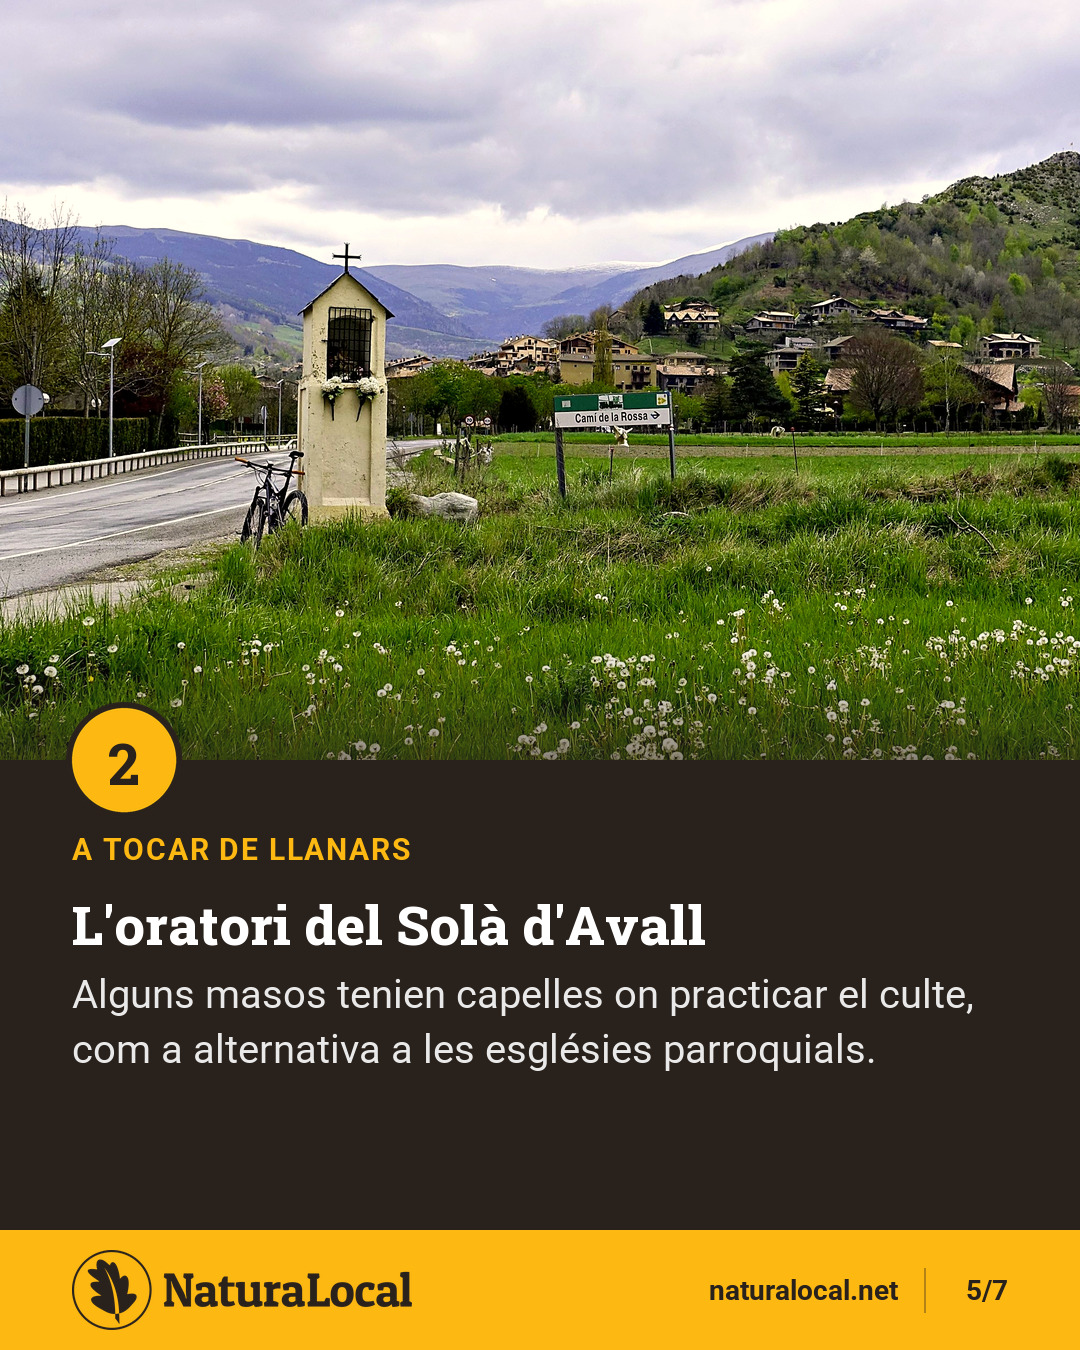 Camí de la Rossa
2
A TOCAR DE LLANARS
L'oratori del Solà d'Avall
Alguns masos tenien capelles on practicar el culte,
com a alternativa a les esglésies parroquials.
NaturaLocal
naturalocal.net
5/7